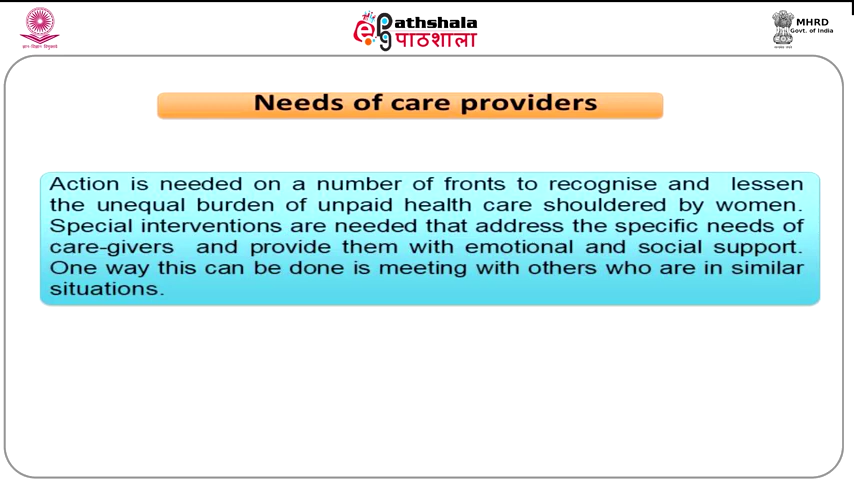 ePathshala
पाठशाला
MHRD
Govt. of India
Needs of care providers
Action is needed on a number of fronts to recognise and lessen
the unequal burden of unpaid health care shouldered by women.
Special interventions are needed that address the specific needs of
care-givers and provide them with emotional and social support.
One way this can be done is meeting with others who are in similar
situations.